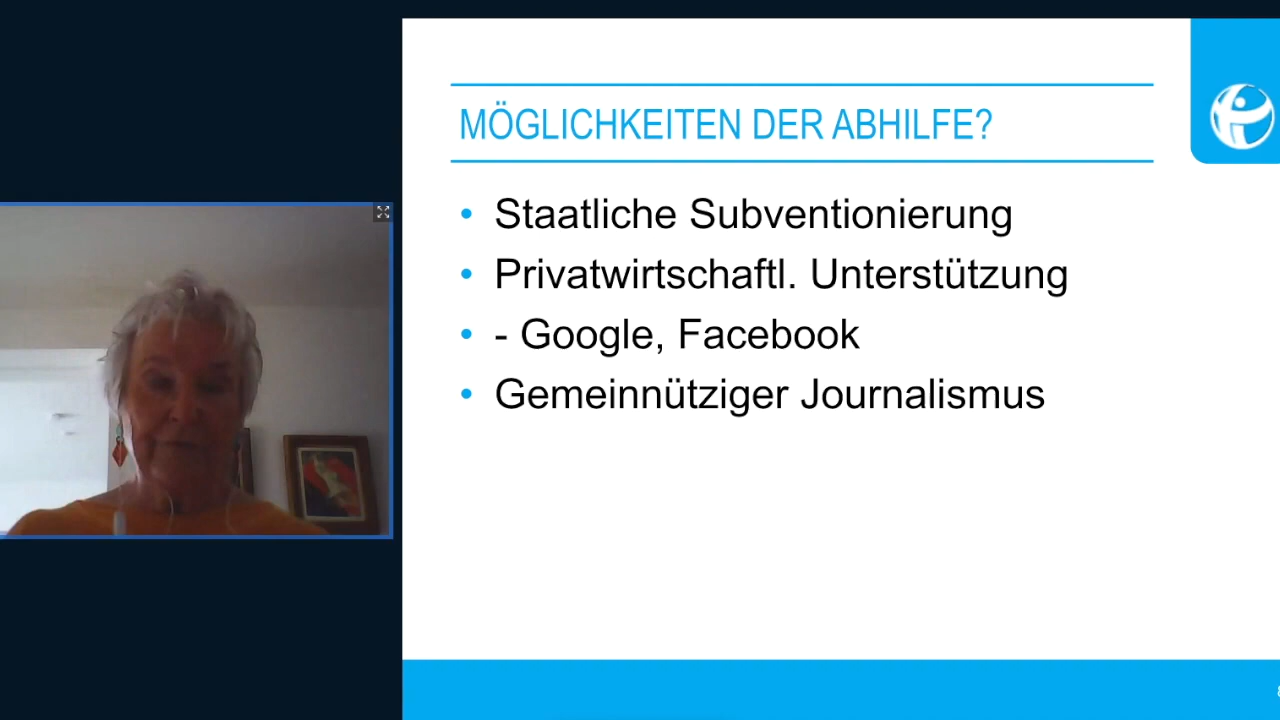 MÖGLICHKEITEN DER ABHILFE?
• Staatliche Subventionierung
• Privatwirtschaftl. Unterstützung
• - Google, Facebook
• Gemeinnütziger Journalismus